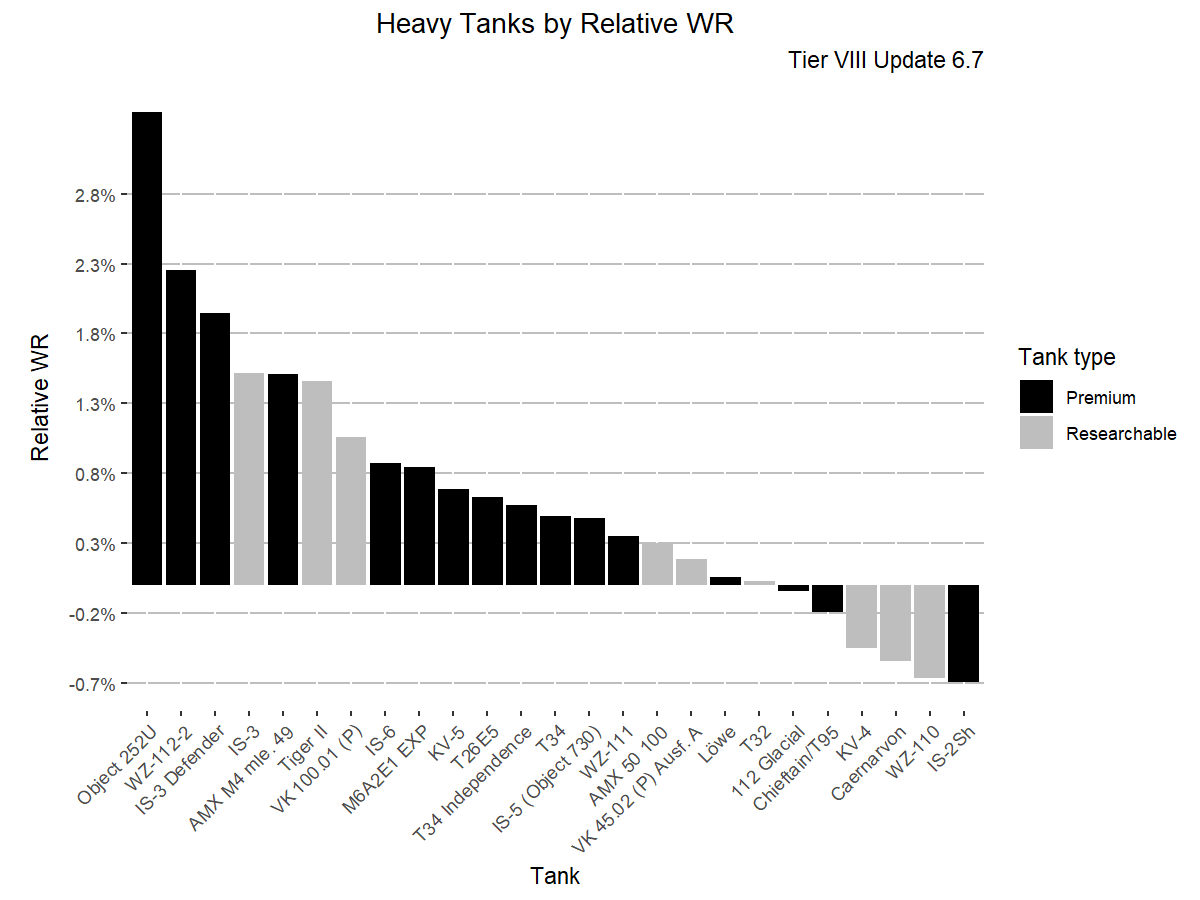 Heavy Tanks by Relative WR
Tier VIII Update 6.7
Relative WR
2.8%
2.3%
1.8%
1.3%
0.8%
0.3%
-0.2%
-0.7%
Object 252U
WZ-112-2
IS-3 Defender
IS-3
AMX M4 mle. 49
Tiger II
VK 100.01 (P)
IS-6
M6A2E1 EXP
KV-5
T26E5
T34 Independence
T34
IS-5 (Object 730)
WZ-111
AMX 50 100
VK 45.02 (P) Ausf. A
Löwe
T32
112 Glacial
Chieftain/T95
KV-4
Caernarvon
WZ-110
IS-2Sh
Tank
Tank type
Premium
Researchable